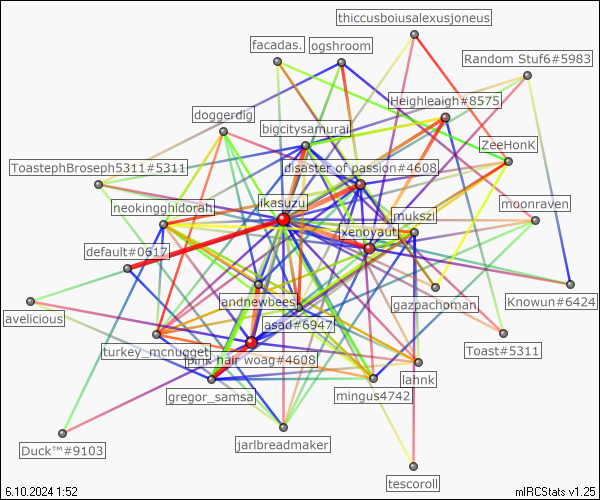 thiccusboiusalexusjoneus
facadas.
ogshroom
Random Stuf6#5983
Heighleaigh#8575
doggerdig
bigcitysamurai
ZeeHonK
ToastephBroseph5311#5311
disaster of passion#4608
neokingghidorah
ikasuzu
mukszi
moonraven
xenoyaut
default#0617
andnewbees
gazpachoman
Knowun#6424
avelicious
asad#6947
turkey_mcnugget
pink hair woag#4608
Toast#5311
lahnk
gregor_samsa
mingus4742
jarlbreadmaker
Duck™#9103
tescoroll
6.10.2024 1:52
mIRCStats v1.25